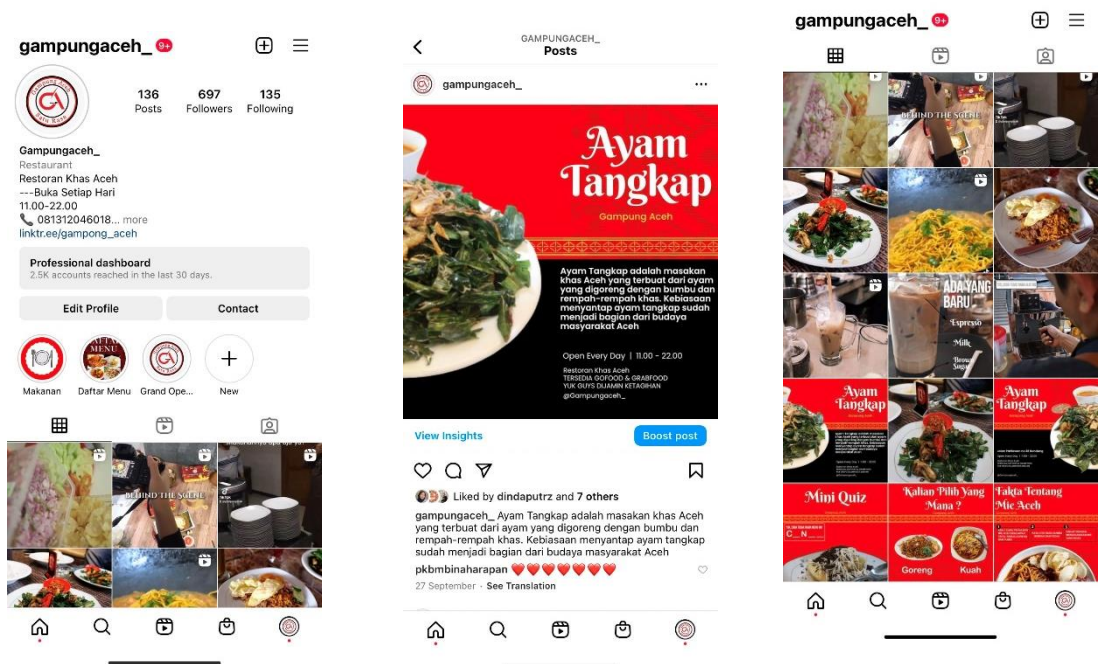 gampungaceh_ 9+
136 697 135
Posts Followers Following
Gampungaceh_
Restaurant
Restoran Khas Aceh
---Buka Setiap Hari
11.00-22.00
081312046018... more
linktr.ee/gampong_aceh
Professional dashboard
2.5K accounts reached in the last 30 days.
Edit Profile Contact
Makanan Daftar Menu Grand Ope... New
BEHIND THE SCENE
GAMPUNGACEH_
Posts
gampungaceh_
Ayam
Tangkap
Gampung Aceh
Ayam Tangkap adalah masakan
khas Aceh yang terbuat dari ayam
yang digoreng dengan bumbu dan
rempah-rempah khas. Kebiasaan
menyantap ayam tangkap sudah
menjadi bagian dari budaya
masyarakat Aceh
Open Every Day | 11.00 - 22.00
Restoran Khas Aceh
TERSEDIA GOFOOD & GRABFOOD
YUK GUYS DIJAMIN KETAGIHAN
@Gampungaceh_
View Insights Boost post
Liked by dindaputrz and 7 others
gampungaceh_ Ayam Tangkap adalah masakan khas Aceh
yang terbuat dari ayam yang digoreng dengan bumbu dan
rempah-rempah khas. Kebiasaan menyantap ayam tangkap
sudah menjadi bagian dari budaya masyarakat Aceh
pkbmbinaharapan
27 September · See Translation
gampungaceh_ 9+
BEHIND THE SCENE
ADA YANG
BARU
Espresso
Milk
Brown
Sugar
Ayam
Tangkap
Ayam
Tangkap
Mini Quiz
Kalian Pilih Yang
Mana ?
Fakta Tentang
Mie Aceh
C__N
Goreng Kuah